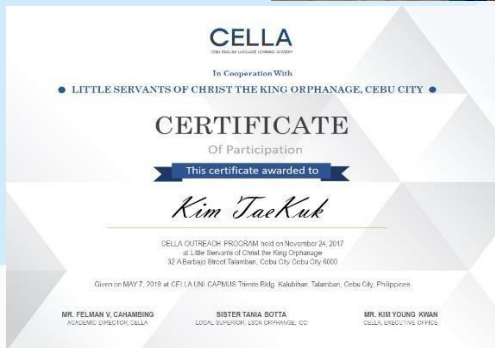 CELLA
CEBU ENGLISH LANGUAGE LEARNING ACADEMY
In Cooperation With
LITTLE SERVANTS OF CHRIST THE KING ORPHANAGE, CEBU CITY
CERTIFICATE
Of Participation
This certificate awarded to
Kim TaeKuk
CELLA OUTREACH PROGRAM held on November 24, 2017
at Little Servants of Christ the King Orphanage
32 A Barbajo Street Talamban, Cebu City Cebu City 6000
Given on MAY 7, 2019 at CELLA UNI CAPMUS Trieste Bldg. Kalubihan, Talamban, Cebu City, Philippines
MR. FELMAN V, CAHAMBING
ACADEMIC DIRECTOR, CELLA
SISTER TANIA BOTTA
LOCAL SUPERIOR, LSCK ORPHANGE, CC
MR. KIM YOUNG KWAN
CELLA, EXECUTIVE OFFICE